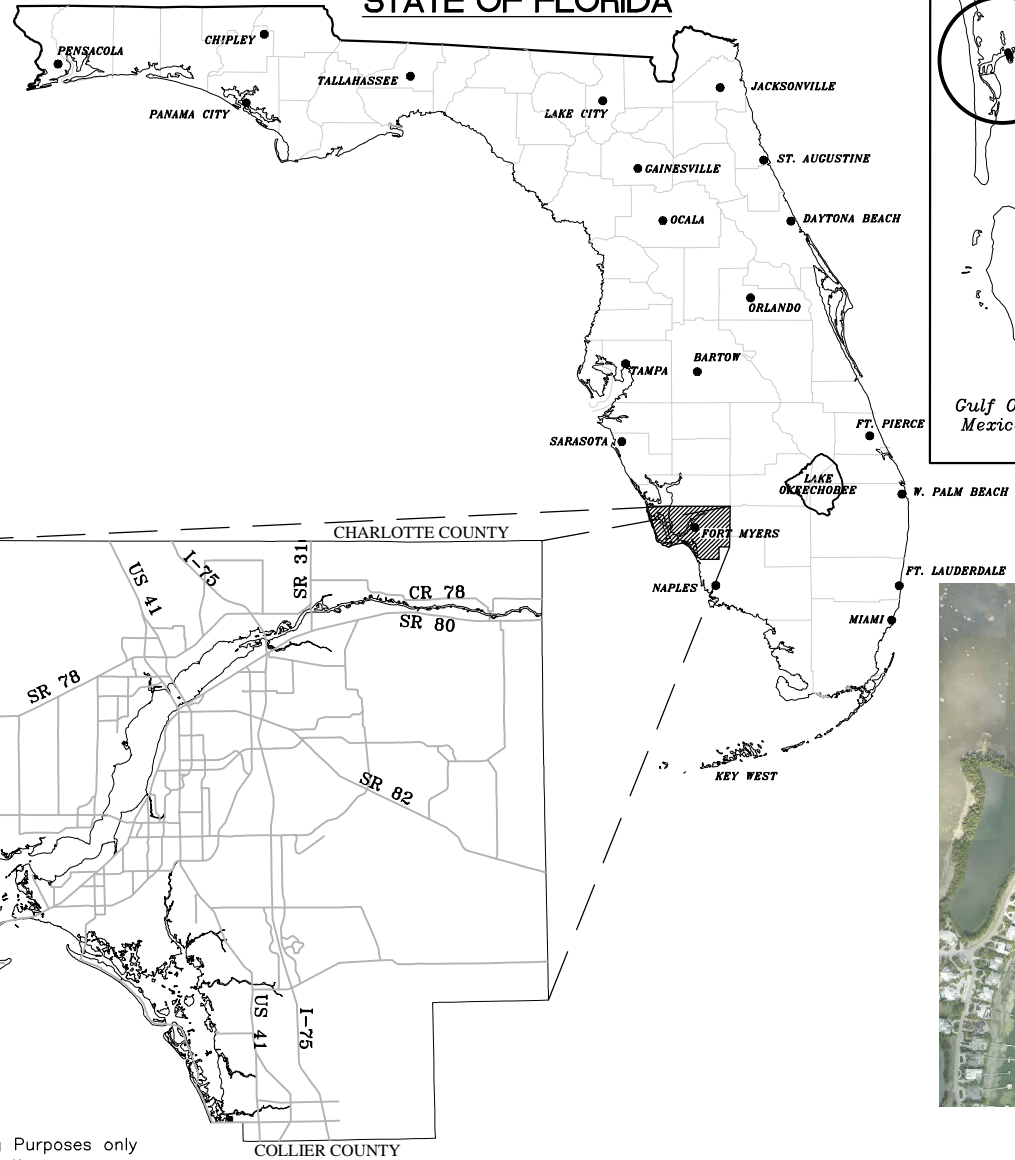 STATE OF FLORIDA
PENSACOLA
CHIPLEY
TALLAHASSEE
PANAMA CITY
LAKE CITY
JACKSONVILLE
ST. AUGUSTINE
GAINESVILLE
OCALA
DAYTONA BEACH
ORLANDO
TAMPA
BARTOW
SARASOTA
FT. PIERCE
LAKE
OKEECHOBEE
W. PALM BEACH
FORT MYERS
NAPLES
FT. LAUDERDALE
MIAMI
KEY WEST
Gulf O
Mexic
CHARLOTTE COUNTY
US 41
I-75
SR 31
CR 78
SR 80
SR 78
SR 82
US 41
I-75
COLLIER COUNTY
Purposes only